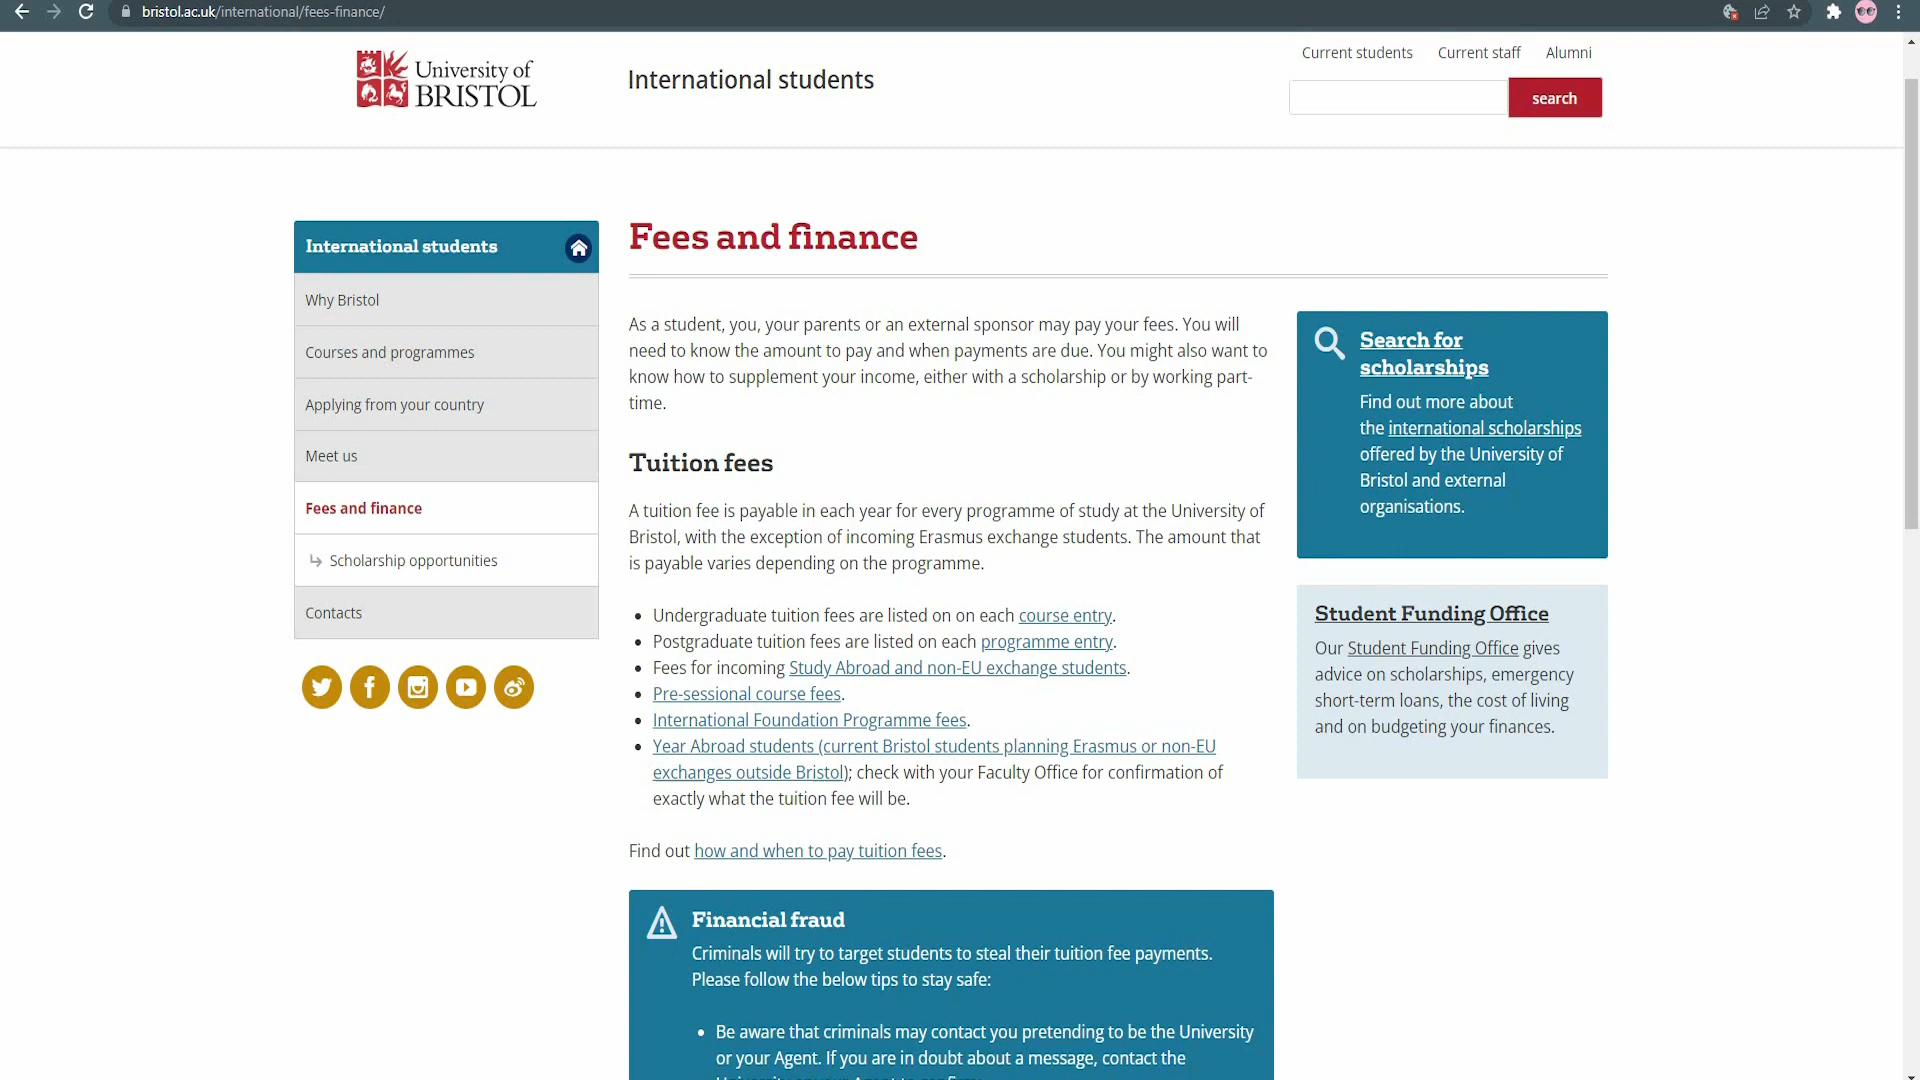 bristol.ac.uk/international/fees-finance/
University of
BRISTOL
International students
Current students
Current staff
Alumni
search
International students
Why Bristol
Courses and programmes
Applying from your country
Meet us
Fees and finance
Scholarship opportunities
Contacts
Fees and finance
As a student, you, your parents or an external sponsor may pay your fees. You will
need to know the amount to pay and when payments are due. You might also want to
know how to supplement your income, either with a scholarship or by working part-
time.
Tuition fees
A tuition fee is payable in each year for every programme of study at the University of
Bristol, with the exception of incoming Erasmus exchange students. The amount that
is payable varies depending on the programme.
• Undergraduate tuition fees are listed on on each course entry.
• Postgraduate tuition fees are listed on each programme entry.
• Fees for incoming Study Abroad and non-EU exchange students.
• Pre-sessional course fees.
• International Foundation Programme fees.
• Year Abroad students (current Bristol students planning Erasmus or non-EU
exchanges outside Bristol); check with your Faculty Office for confirmation of
exactly what the tuition fee will be.
Find out how and when to pay tuition fees.
Financial fraud
Criminals will try to target students to steal their tuition fee payments.
Please follow the below tips to stay safe:
• Be aware that criminals may contact you pretending to be the University
or your Agent. If you are in doubt about a message, contact the
Search for
scholarships
Find out more about
the international scholarships
offered by the University of
Bristol and external
organisations.
Student Funding Office
Our Student Funding Office gives
advice on scholarships, emergency
short-term loans, the cost of living
and on budgeting your finances.